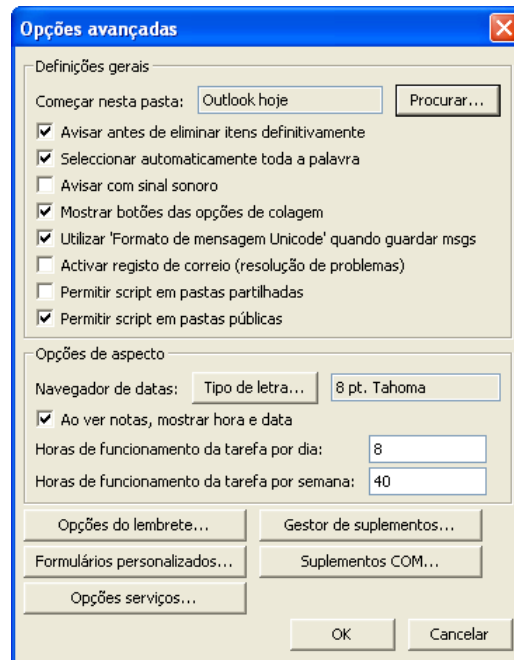 Opções avançadas
Definições gerais
Começar nesta pasta: Outlook hoje Procurar...
Avisar antes de eliminar itens definitivamente
Seleccionar automaticamente toda a palavra
Avisar com sinal sonoro
Mostrar botões das opções de colagem
Utilizar 'Formato de mensagem Unicode' quando guardar msgs
Activar registo de correio (resolução de problemas)
Permitir script em pastas partilhadas
Permitir script em pastas públicas
Opções de aspecto
Navegador de datas: Tipo de letra... 8 pt. Tahoma
Ao ver notas, mostrar hora e data
Horas de funcionamento da tarefa por dia: 8
Horas de funcionamento da tarefa por semana: 40
Opções do lembrete... Gestor de suplementos...
Formulários personalizados... Suplementos COM...
Opções serviços...
OK Cancelar